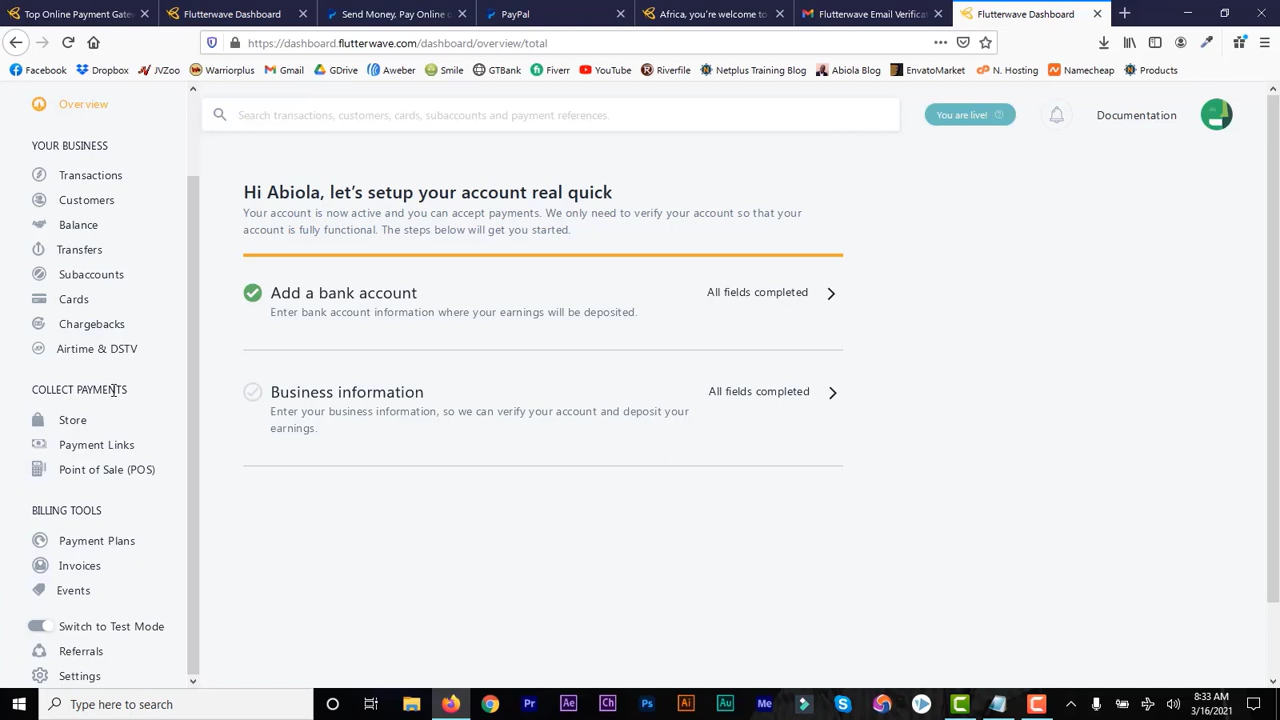 Top Online Payment Gate
Flutterwave Dashboard
Send Money, Pay Online o
PayPal
Africa, you're welcome to
Flutterwave Email Verifica
Flutterwave Dashboard
https://dashboard.flutterwave.com/dashboard/overview/total
Facebook
Dropbox
JVZoo
Warriorplus
Gmail
GDrive
Aweber
Smile
GTBank
Fiverr
YouTube
Riverfile
Netplus Training Blog
Abiola Blog
EnvatoMarket
N. Hosting
Namecheap
Products
Overview
YOUR BUSINESS
Transactions
Customers
Balance
Transfers
Subaccounts
Cards
Chargebacks
Airtime & DSTV
COLLECT PAYMENTS
Store
Payment Links
Point of Sale (POS)
BILLING TOOLS
Payment Plans
Invoices
Events
Switch to Test Mode
Referrals
Settings
Search transactions, customers, cards, subaccounts and payment references.
You are live!
Documentation
Hi Abiola, let's setup your account real quick
Your account is now active and you can accept payments. We only need to verify your account so that your
account is fully functional. The steps below will get you started.
Add a bank account
All fields completed
Enter bank account information where your earnings will be deposited.
Business information
All fields completed
Enter your business information, so we can verify your account and deposit your
earnings.
Type here to search
Pr
Ae
Ch
Ps
Ai
Au
Me
8:33 AM
3/16/2021